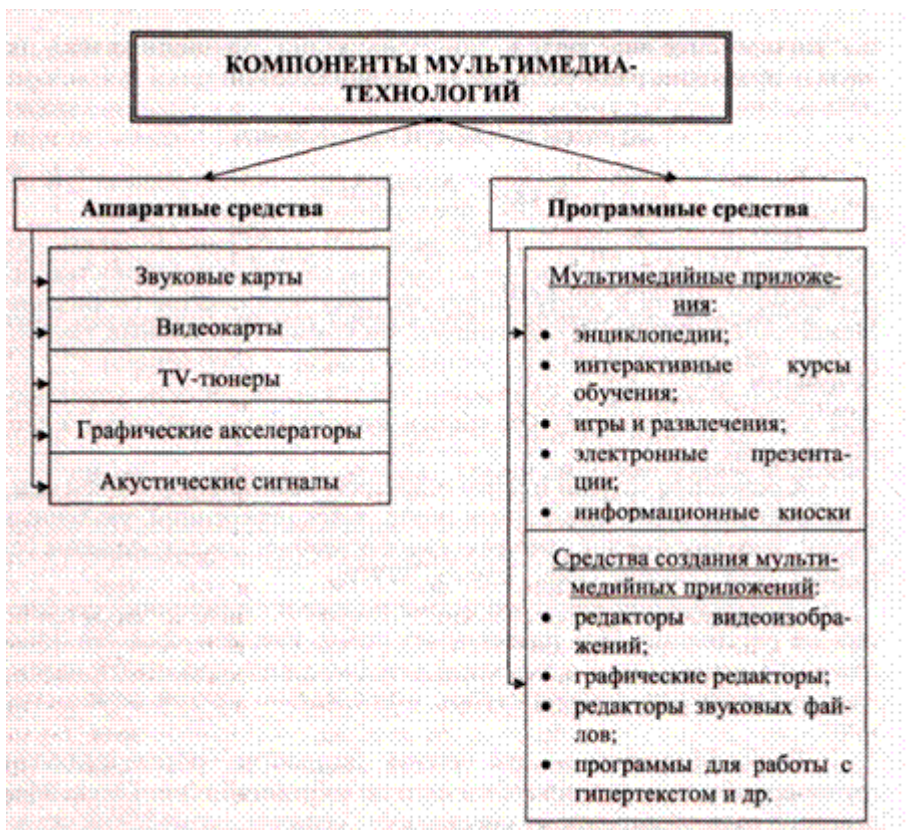 КОМПОНЕНТЫ МУЛЬТИМЕДИА-
ТЕХНОЛОГИЙ
Аппаратные средства
Звуковые карты
Видеокарты
TV-тюнеры
Графические акселераторы
Акустические сигналы
Программные средства
Мультимедийные приложе-
ния:
• энциклопедии;
• интерактивные курсы
обучения;
• игры и развлечения;
• электронные презента-
ции;
• информационные киоски
Средства создания мульти-
медийных приложений:
• редакторы видеоизобра-
жений;
• графические редакторы;
• редакторы звуковых фай-
лов;
• программы для работы с
гипертекстом и др.